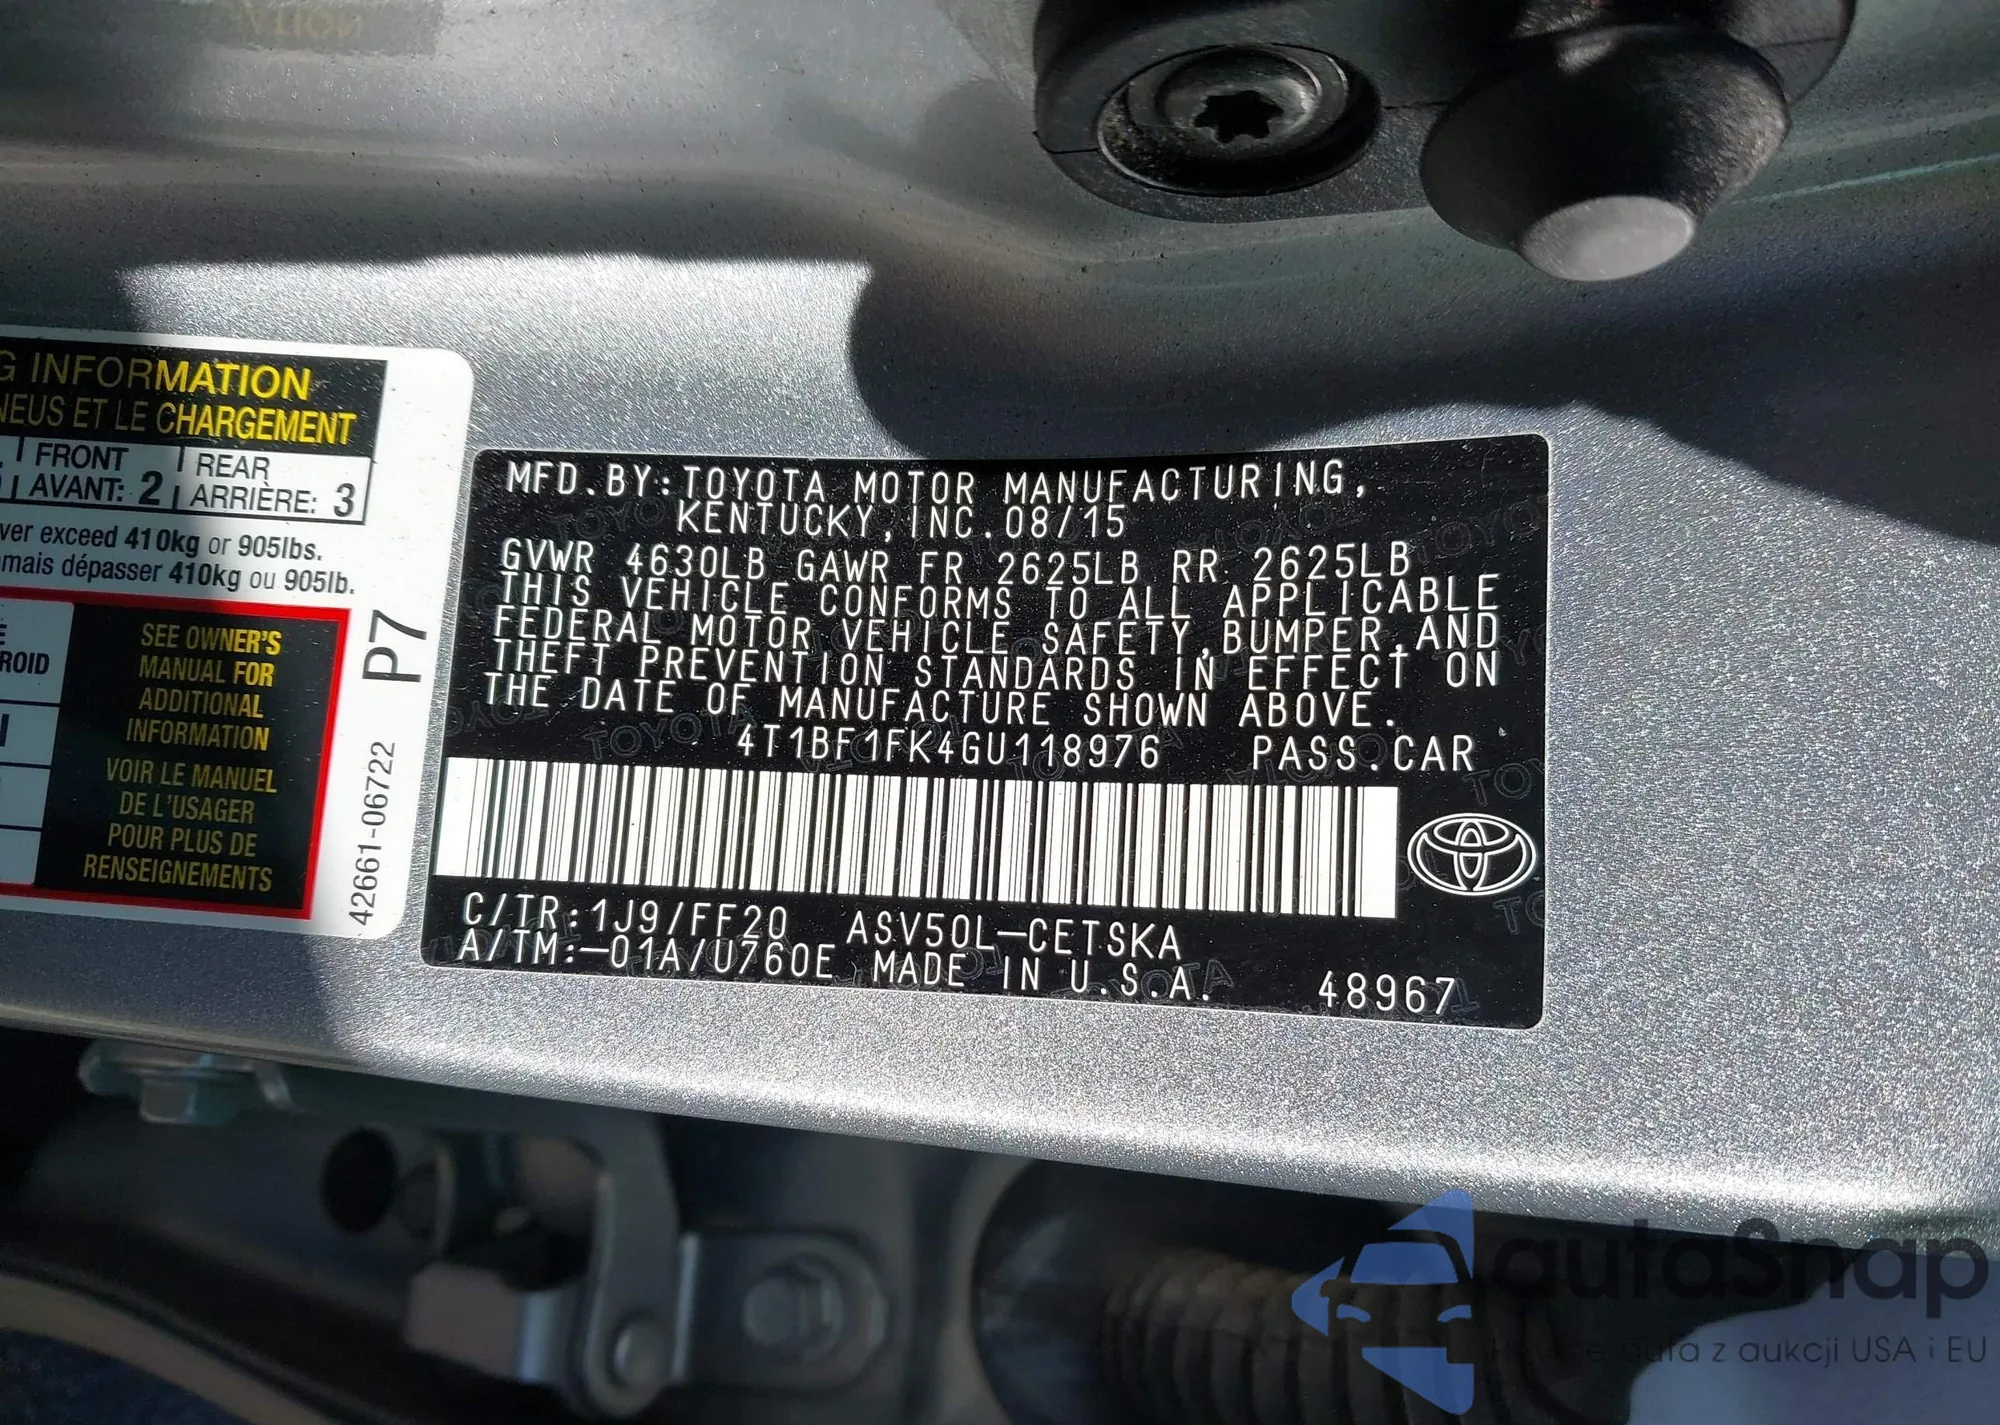 G INFORMATION
NEUS ET LE CHARGEMENT
FRONT
AVANT: 2
REAR
ARRIÈRE: 3
ver exceed 410kg or 905lbs.
mais dépasser 410kg ou 905lb.
ROID
SEE OWNER'S
MANUAL FOR
ADDITIONAL
INFORMATION
VOIR LE MANUEL
DE L'USAGER
POUR PLUS DE
RENSEIGNEMENTS
P7
42661-06722
MFD.BY:TOYOTA MOTOR MANUFACTURING,
KENTUCKY,INC.08/15
GVWR 4630LB GAWR FR 2625LB RR 2625LB
THIS VEHICLE CONFORMS TO ALL APPLICABLE
FEDERAL MOTOR VEHICLE SAFETY,BUMPER,AND
THEFT PREVENTION STANDARDS IN EFFECT ON
THE DATE OF MANUFACTURE SHOWN ABOVE.
4T1BF1FK4GU118976 PASS.CAR
C/TR:1J9/FF20 ASV50L-CETSKA
A/TM:-01A/U760E MADE IN U.S.A. 48967
autoSnap
auta z aukcji USA i EU